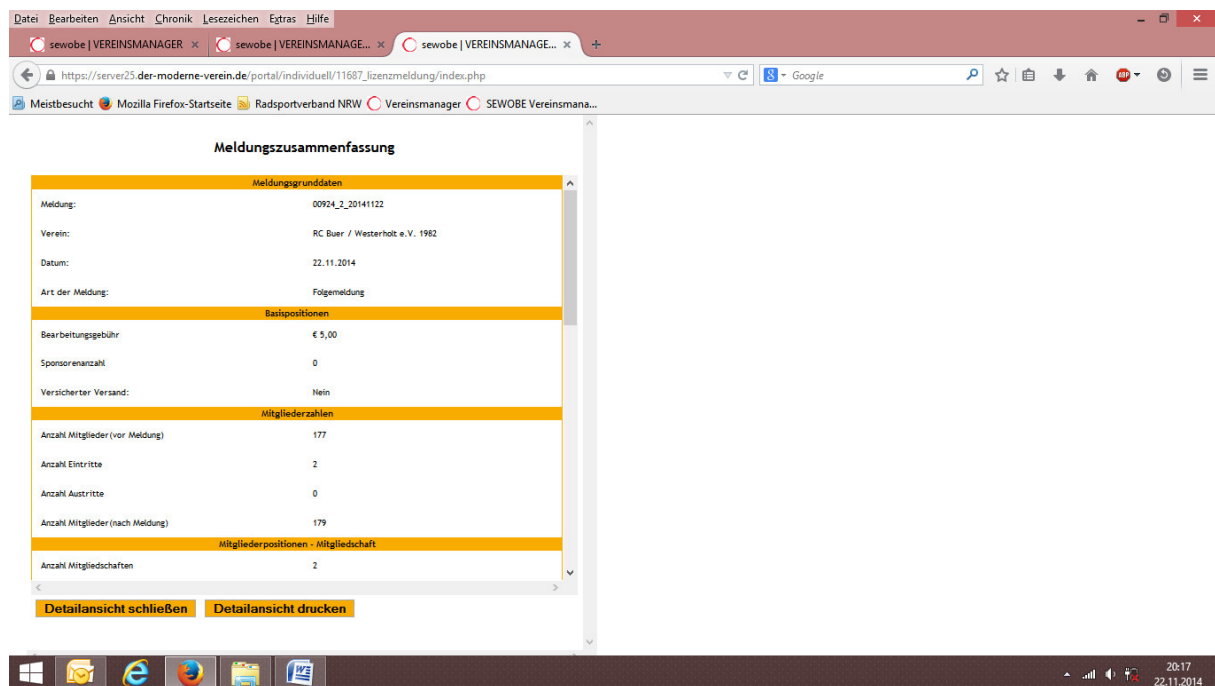 Datei Bearbeiten Ansicht Chronik Lesezeichen Extras Hilfe
sewobe | VEREINSMANAGER × sewobe | VEREINSMANAGE... × sewobe | VEREINSMANAGE... × +
https://server25.der-moderne-verein.de/portal/individuell/11687_lizenzmeldung/index.php 8 Google ABP
Meistbesucht Mozilla Firefox-Startseite Radsportverband NRW Vereinsmanager SEWOBE Vereinsmana...
Meldungszusammenfassung
Meldungsgrunddaten
Meldung: 00924_2_20141122
Verein: RC Buer / Westerholt e.V. 1982
Datum: 22.11.2014
Art der Meldung: Folgemeldung
Basispositionen
Bearbeitungsgebühr € 5,00
Sponsorenanzahl 0
Versicherter Versand: Nein
Mitgliederzahlen
Anzahl Mitglieder(vor Meldung) 177
Anzahl Eintritte 2
Anzahl Austritte 0
Anzahl Mitglieder(nach Meldung) 179
Mitgliederpositionen - Mitgliedschaft
Anzahl Mitgliedschaften 2
Detailansicht schließen Detailansicht drucken
20:17
22.11.2014